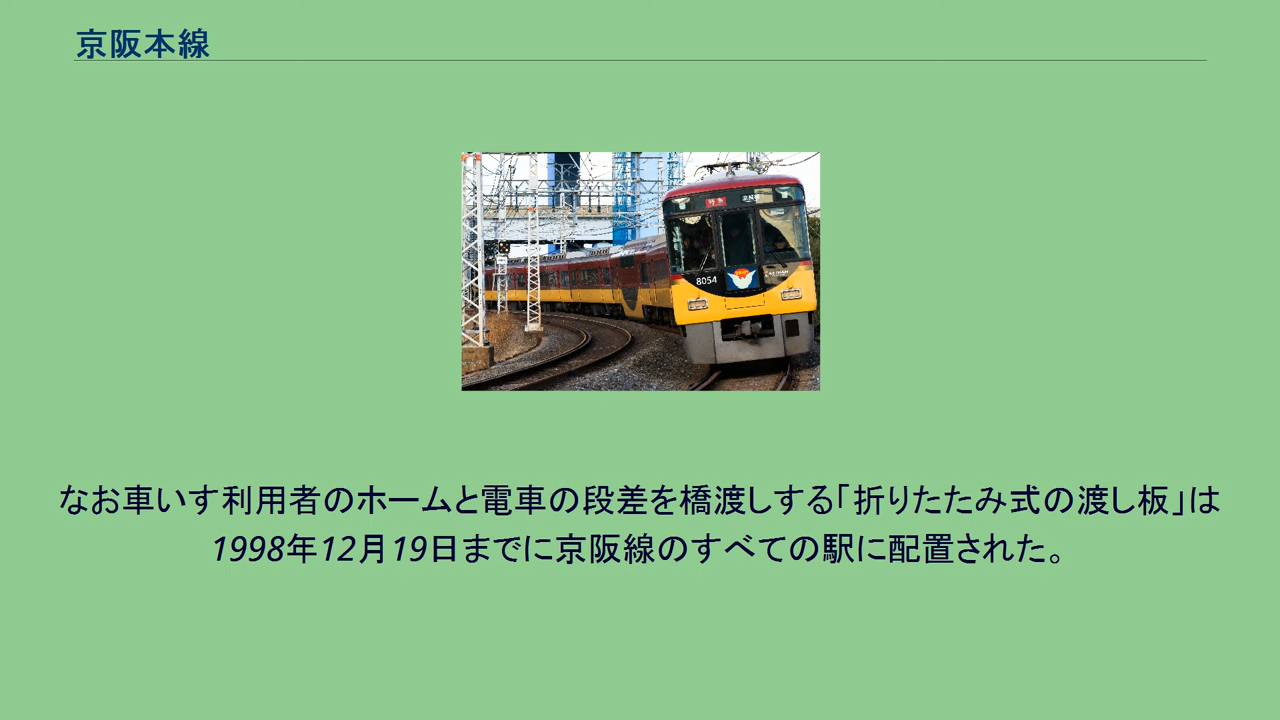 京阪本線
特急
8054
なお車いす利用者のホームと電車の段差を橋渡しする「折りたたみ式の渡し板」は
1998年12月19日までに京阪線のすべての駅に配置された。